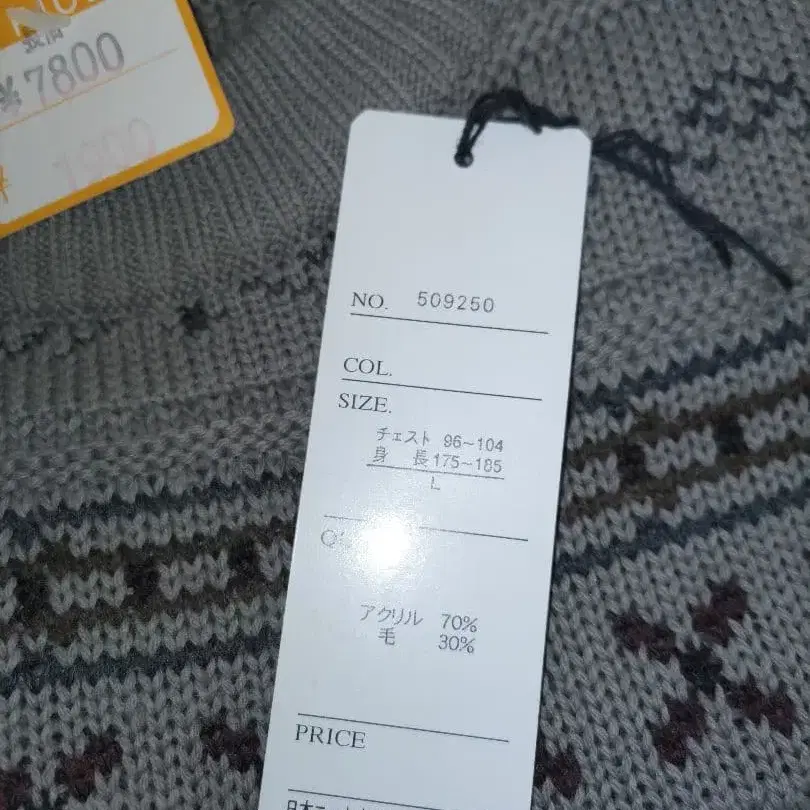 ¥7800
1900
NO. 509250
COL.
SIZE.
チェスト 96~104
身 長 175~185
L
アクリル 70%
毛 30%
PRICE